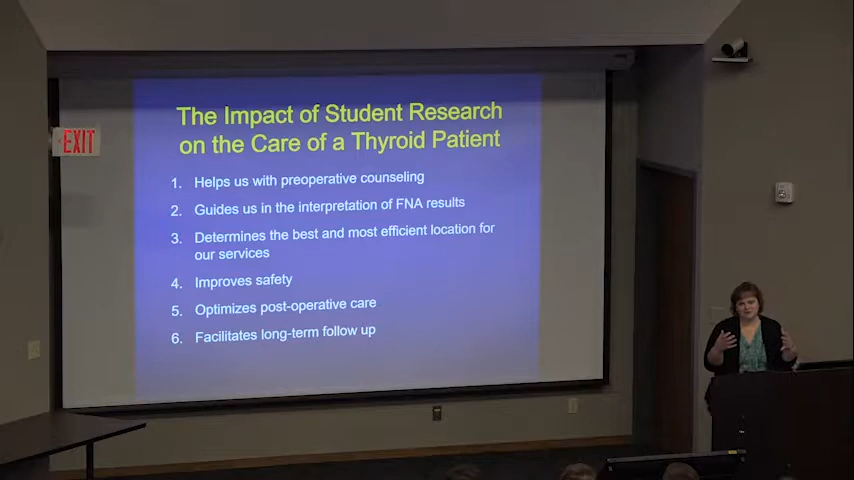 The Impact of Student Research
on the Care of a Thyroid Patient
EXIT
1. Helps us with preoperative counseling
2. Guides us in the interpretation of FNA results
3. Determines the best and most efficient location for
our services
4. Improves safety
5. Optimizes post-operative care
6. Facilitates long-term follow up